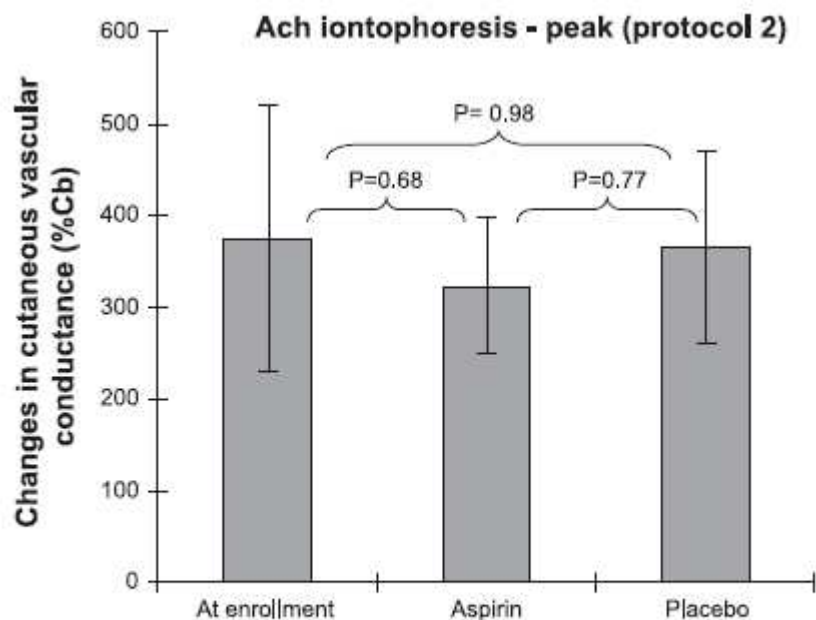 Ach iontophoresis - peak (protocol 2)
Changes in cutaneous vascular
conductance (%Cb)
600
500
400
300
200
100
0
P= 0.98
P=0.68
P=0.77
At enrollment
Aspirin
Placebo